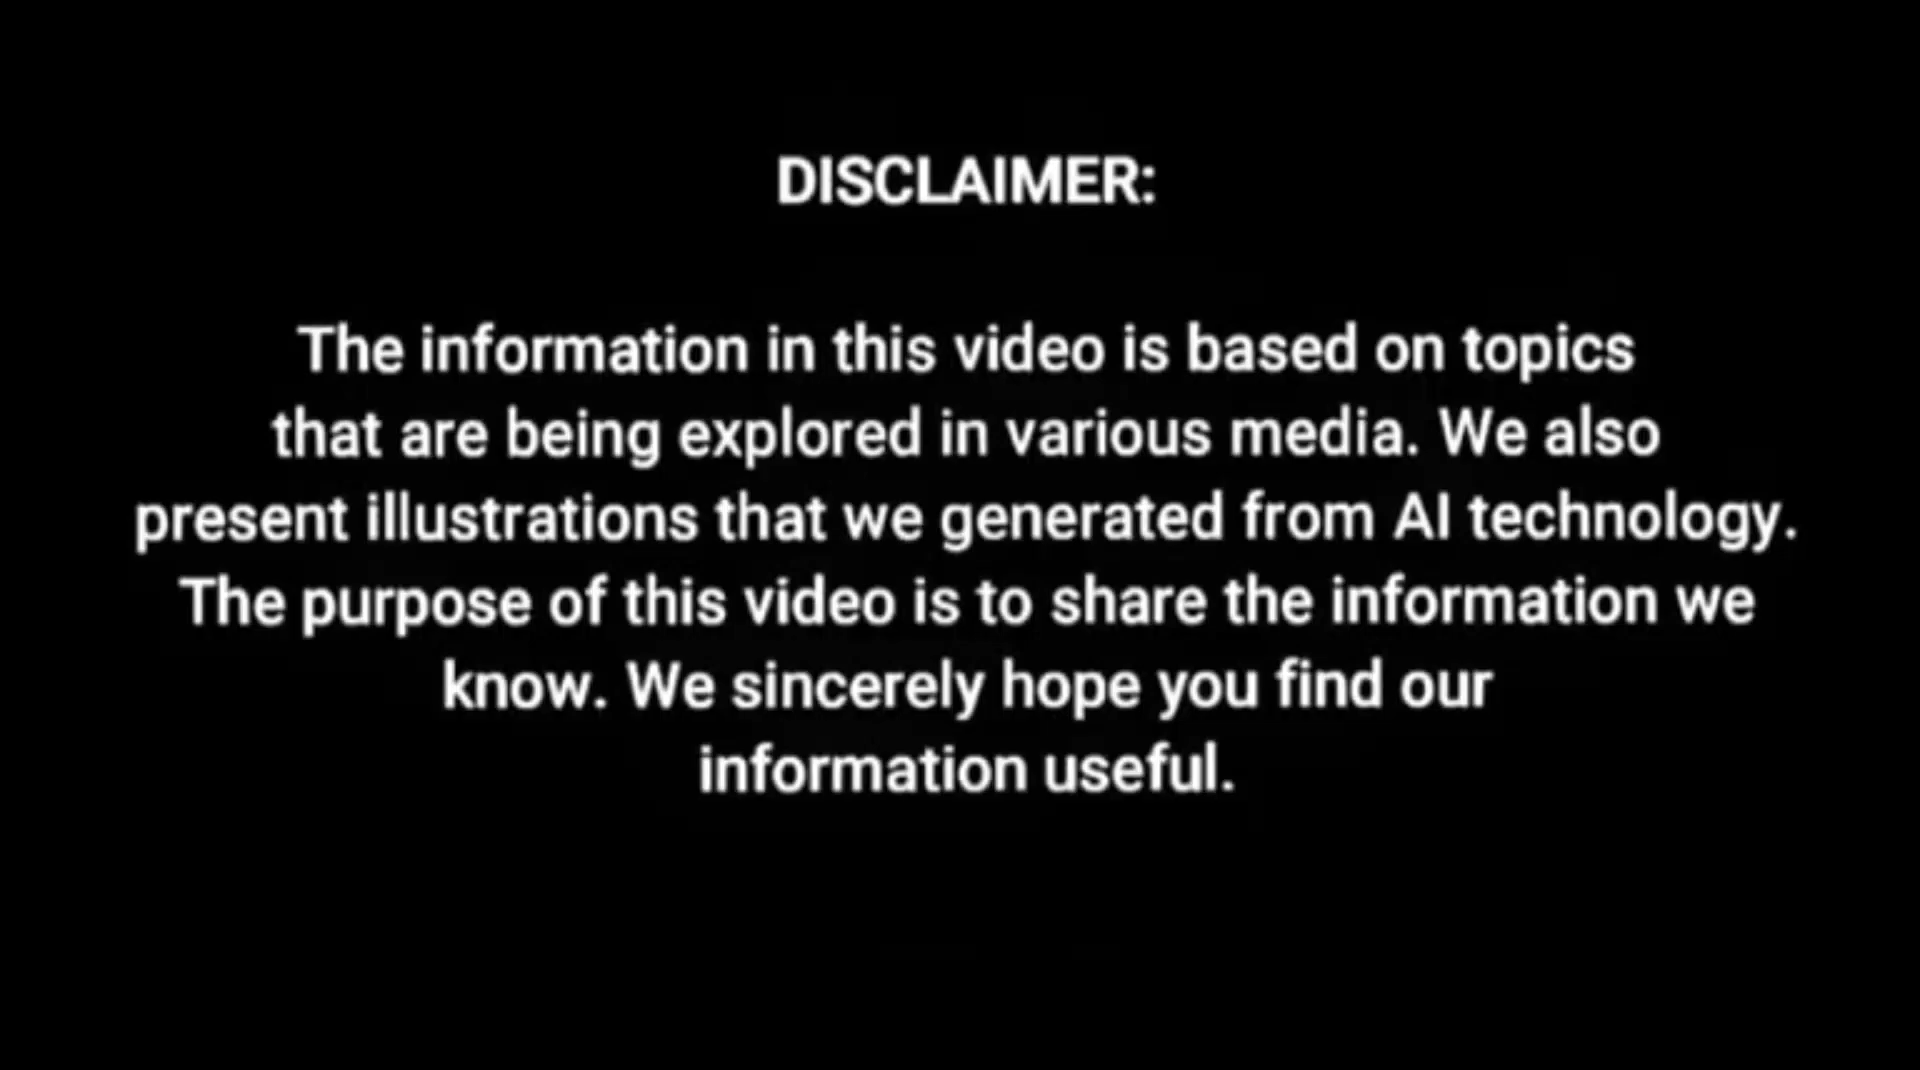 DISCLAIMER:
The information in this video is based on topics
that are being explored in various media. We also
present illustrations that we generated from AI technology.
The purpose of this video is to share the information we
know. We sincerely hope you find our
information useful.